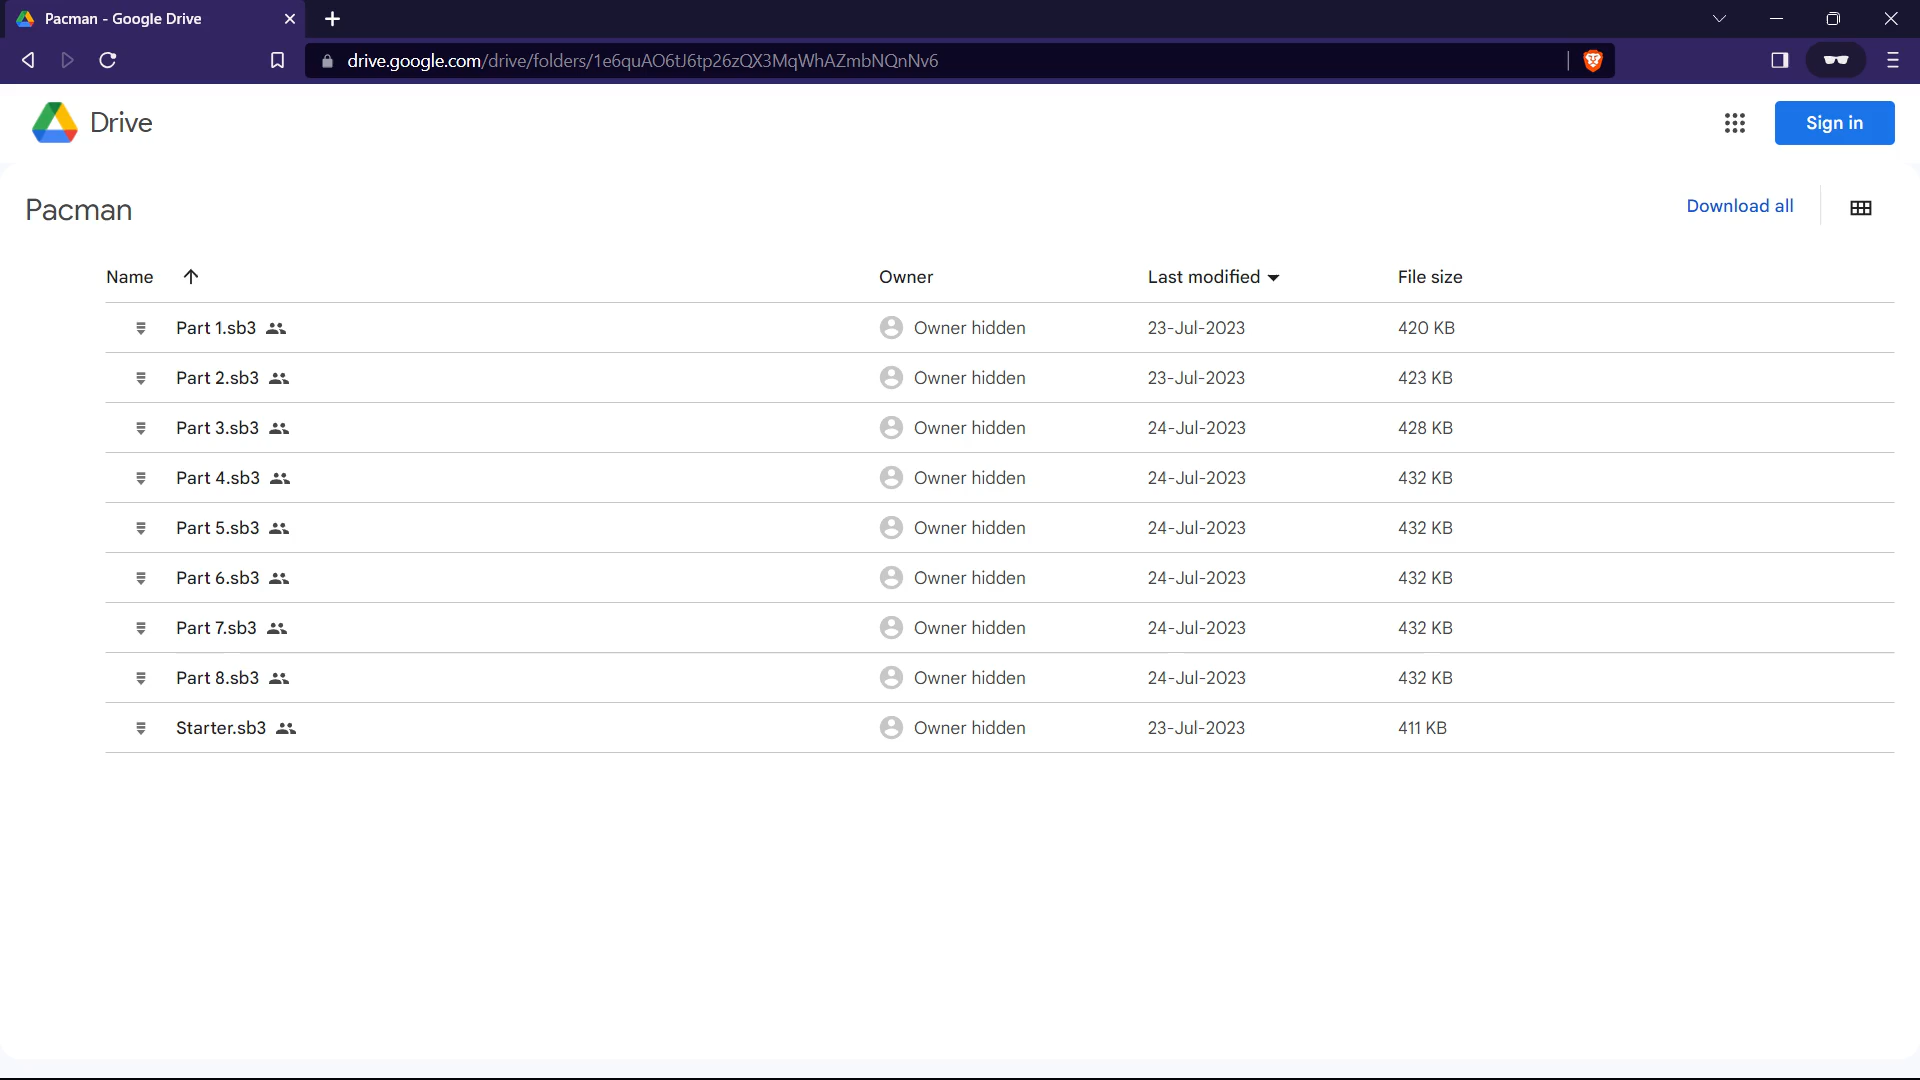 Pacman - Google Drive
drive.google.com/drive/folders/1e6quAO6tJ6tp26zQX3MqWhAZmbNQnNv6
Drive
Sign in
Pacman
Download all
Name Owner Last modified File size
Part 1.sb3 Owner hidden 23-Jul-2023 420 KB
Part 2.sb3 Owner hidden 23-Jul-2023 423 KB
Part 3.sb3 Owner hidden 24-Jul-2023 428 KB
Part 4.sb3 Owner hidden 24-Jul-2023 432 KB
Part 5.sb3 Owner hidden 24-Jul-2023 432 KB
Part 6.sb3 Owner hidden 24-Jul-2023 432 KB
Part 7.sb3 Owner hidden 24-Jul-2023 432 KB
Part 8.sb3 Owner hidden 24-Jul-2023 432 KB
Starter.sb3 Owner hidden 23-Jul-2023 411 KB